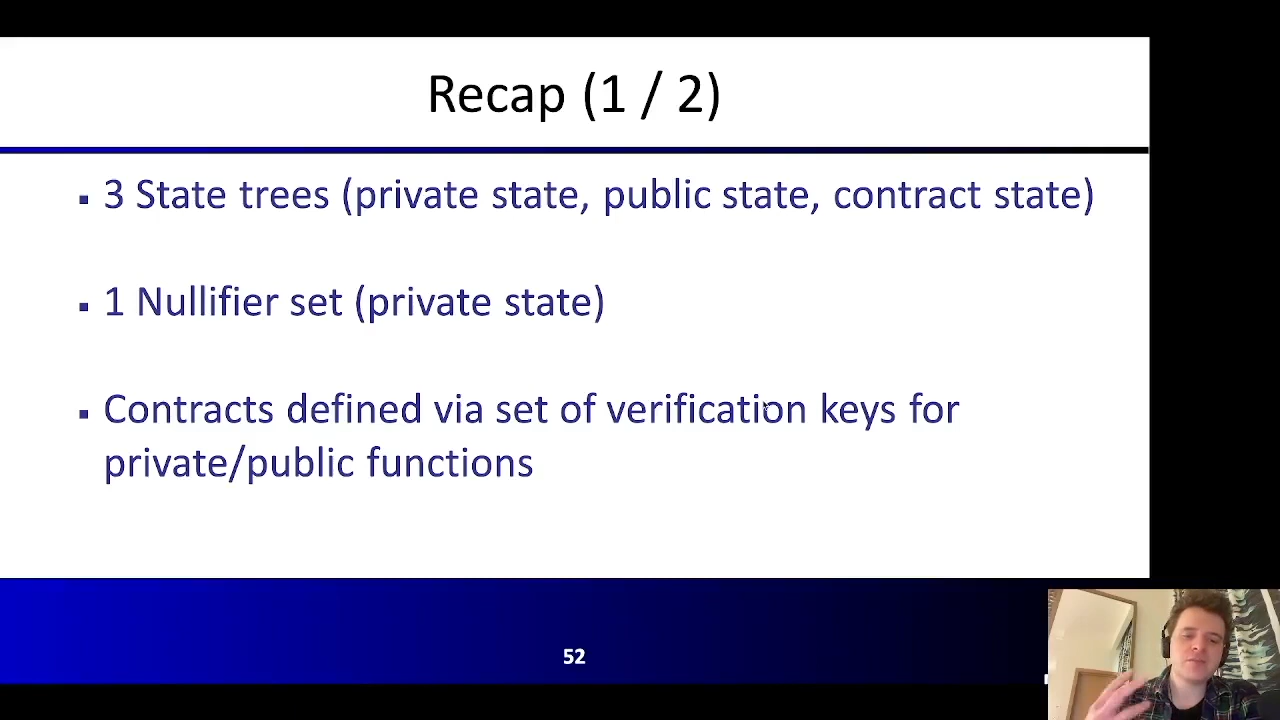 Recap (1 / 2)
▪ 3 State trees (private state, public state, contract state)
▪ 1 Nullifier set (private state)
▪ Contracts defined via set of verification keys for
private/public functions
52